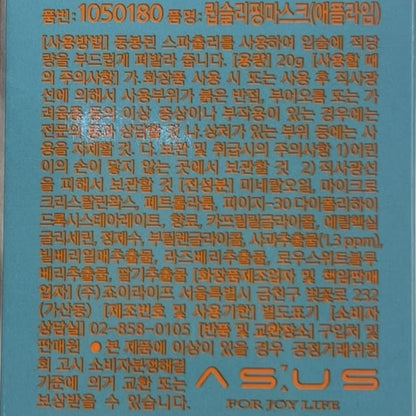 품번: 1050180 품명: 립슬리핑마스크(애플라임)
[사용방법] 동봉된 스파츌러를 사용하여 입술에 적당
량을 부드럽게 펴발라 줍니다. [용량] 20g [사용할 때
의 주의사항] 가.화장품 사용 시 또는 사용 후 직사광
선에 의해서 사용부위가 붉은 반점, 부어오름 또는 가
려움증 등의 이상 증상이나 부작용이 있는 경우에는
전문의 등과 상담할 것 나.상처가 있는 부위 등에는 사
용을 자제할 것 다.보관 및 취급시의 주의사항 1)어린
이의 손이 닿지 않는 곳에서 보관할 것 2)직사광선
을 피해서 보관할 것 [전성분] 미네랄오일, 마이크로
크리스탈린왁스, 페트롤라툼, 피이지-30다이폴리하이
드록시스테아레이트, 향료, 카프릴릴글라이콜, 에틸헥실
글리세린, 정제수, 부틸렌글라이콜, 사과추출물(1.3 ppm),
빌베리열매추출물, 라즈베리추출물, 로우스위트블루
베리추출물, 딸기추출물 [화장품제조업자 및 책임판매
업자] (주)죠이라이프 서울특별시 금천구 벚꽃로 232
(가산동) [제조번호 및 사용기한] 별도표기 [소비자
상담실] 02-858-0105 [반품 및 교환장소] 구입처 및
판매원 ● 본 제품에 이상이 있을 경우 공정거래위원
회 고시 소비자분쟁해결
기준에 의거 교환 또는
보상받을 수 있습니다.
AS:US
FOR JOY LIFE